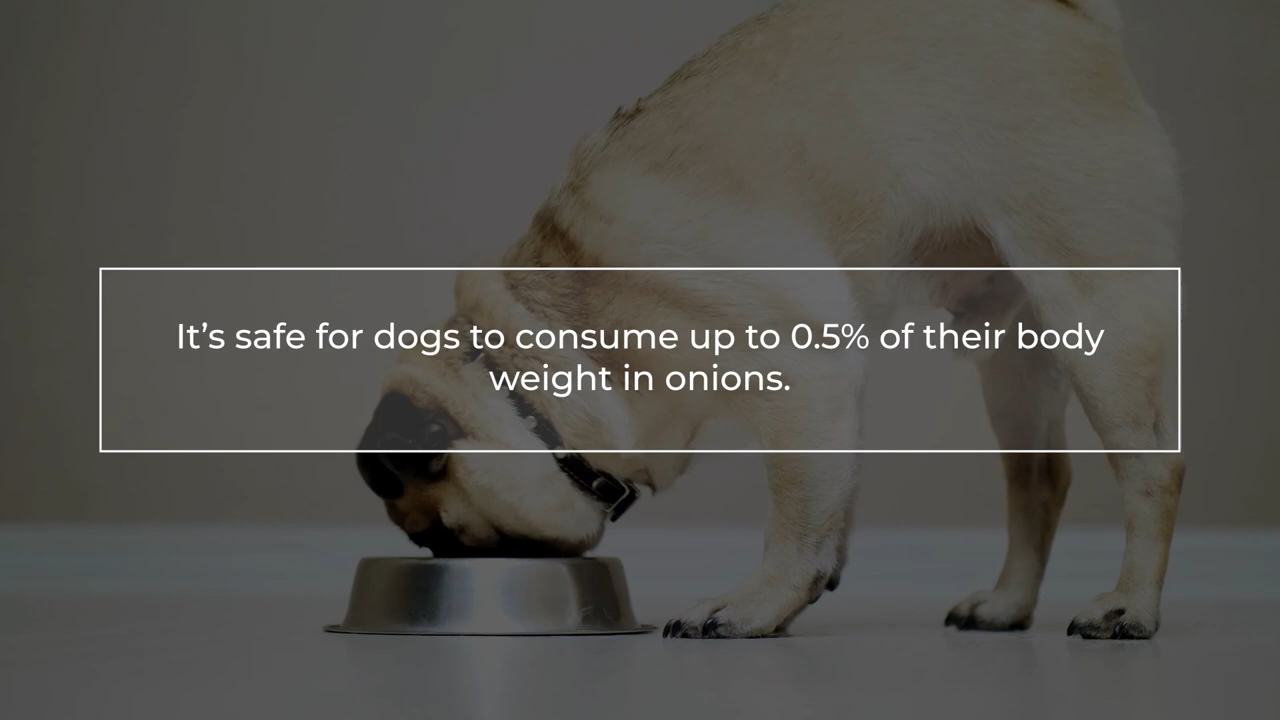 It’s safe for dogs to consume up to 0.5% of their body
weight in onions.